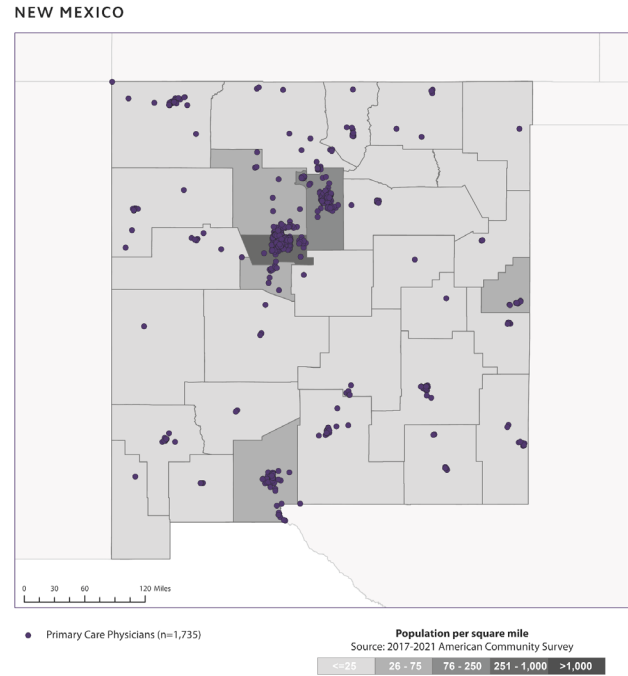 NEW MEXICO
0 30 60 120 Miles
Primary Care Physicians (n=1,735)
Population per square mile
Source: 2017-2021 American Community Survey
<=25 26 - 75 76 - 250 251 - 1,000 >1,000